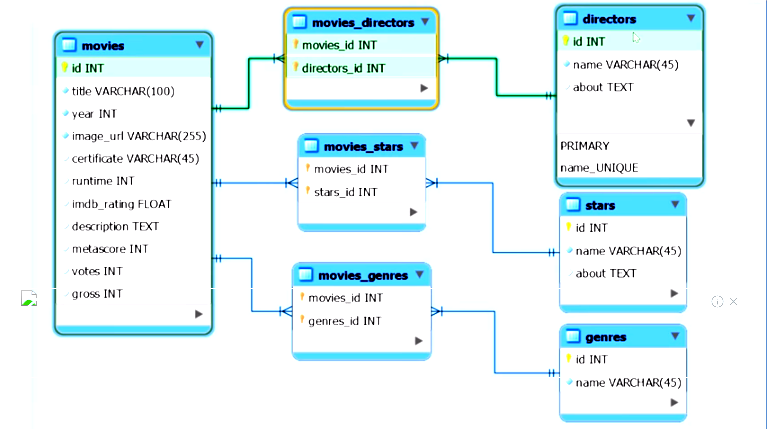 movies
id INT
title VARCHAR(100)
year INT
image_url VARCHAR(255)
certificate VARCHAR(45)
runtime INT
imdb_rating FLOAT
description TEXT
metascore INT
votes INT
gross INT
movies_directors
movies_id INT
directors_id INT
movies_stars
movies_id INT
stars_id INT
movies_genres
movies_id INT
genres_id INT
directors
id INT
name VARCHAR(45)
about TEXT
PRIMARY
name_UNIQUE
stars
id INT
name VARCHAR(45)
about TEXT
genres
id INT
name VARCHAR(45)